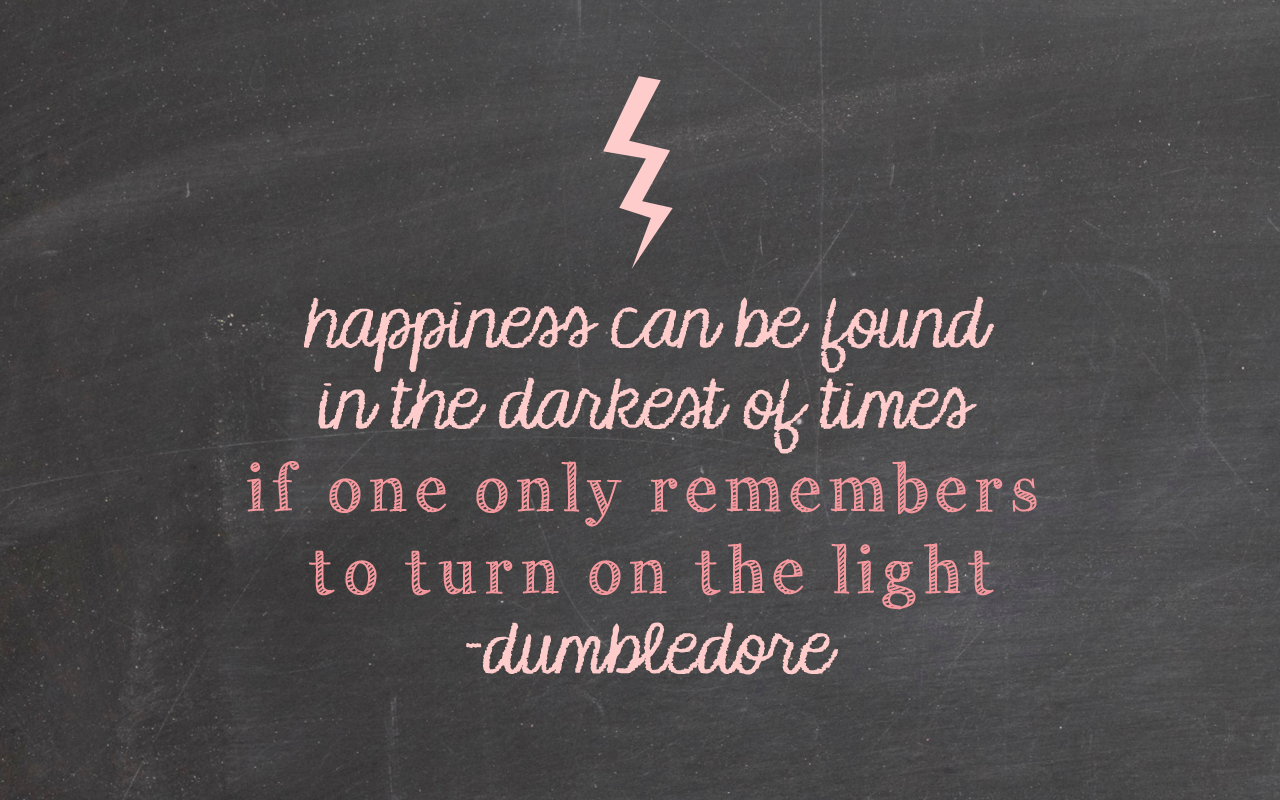 happiness can be found
in the darkest of times
if one only remembers
to turn on the light
-dumbledore